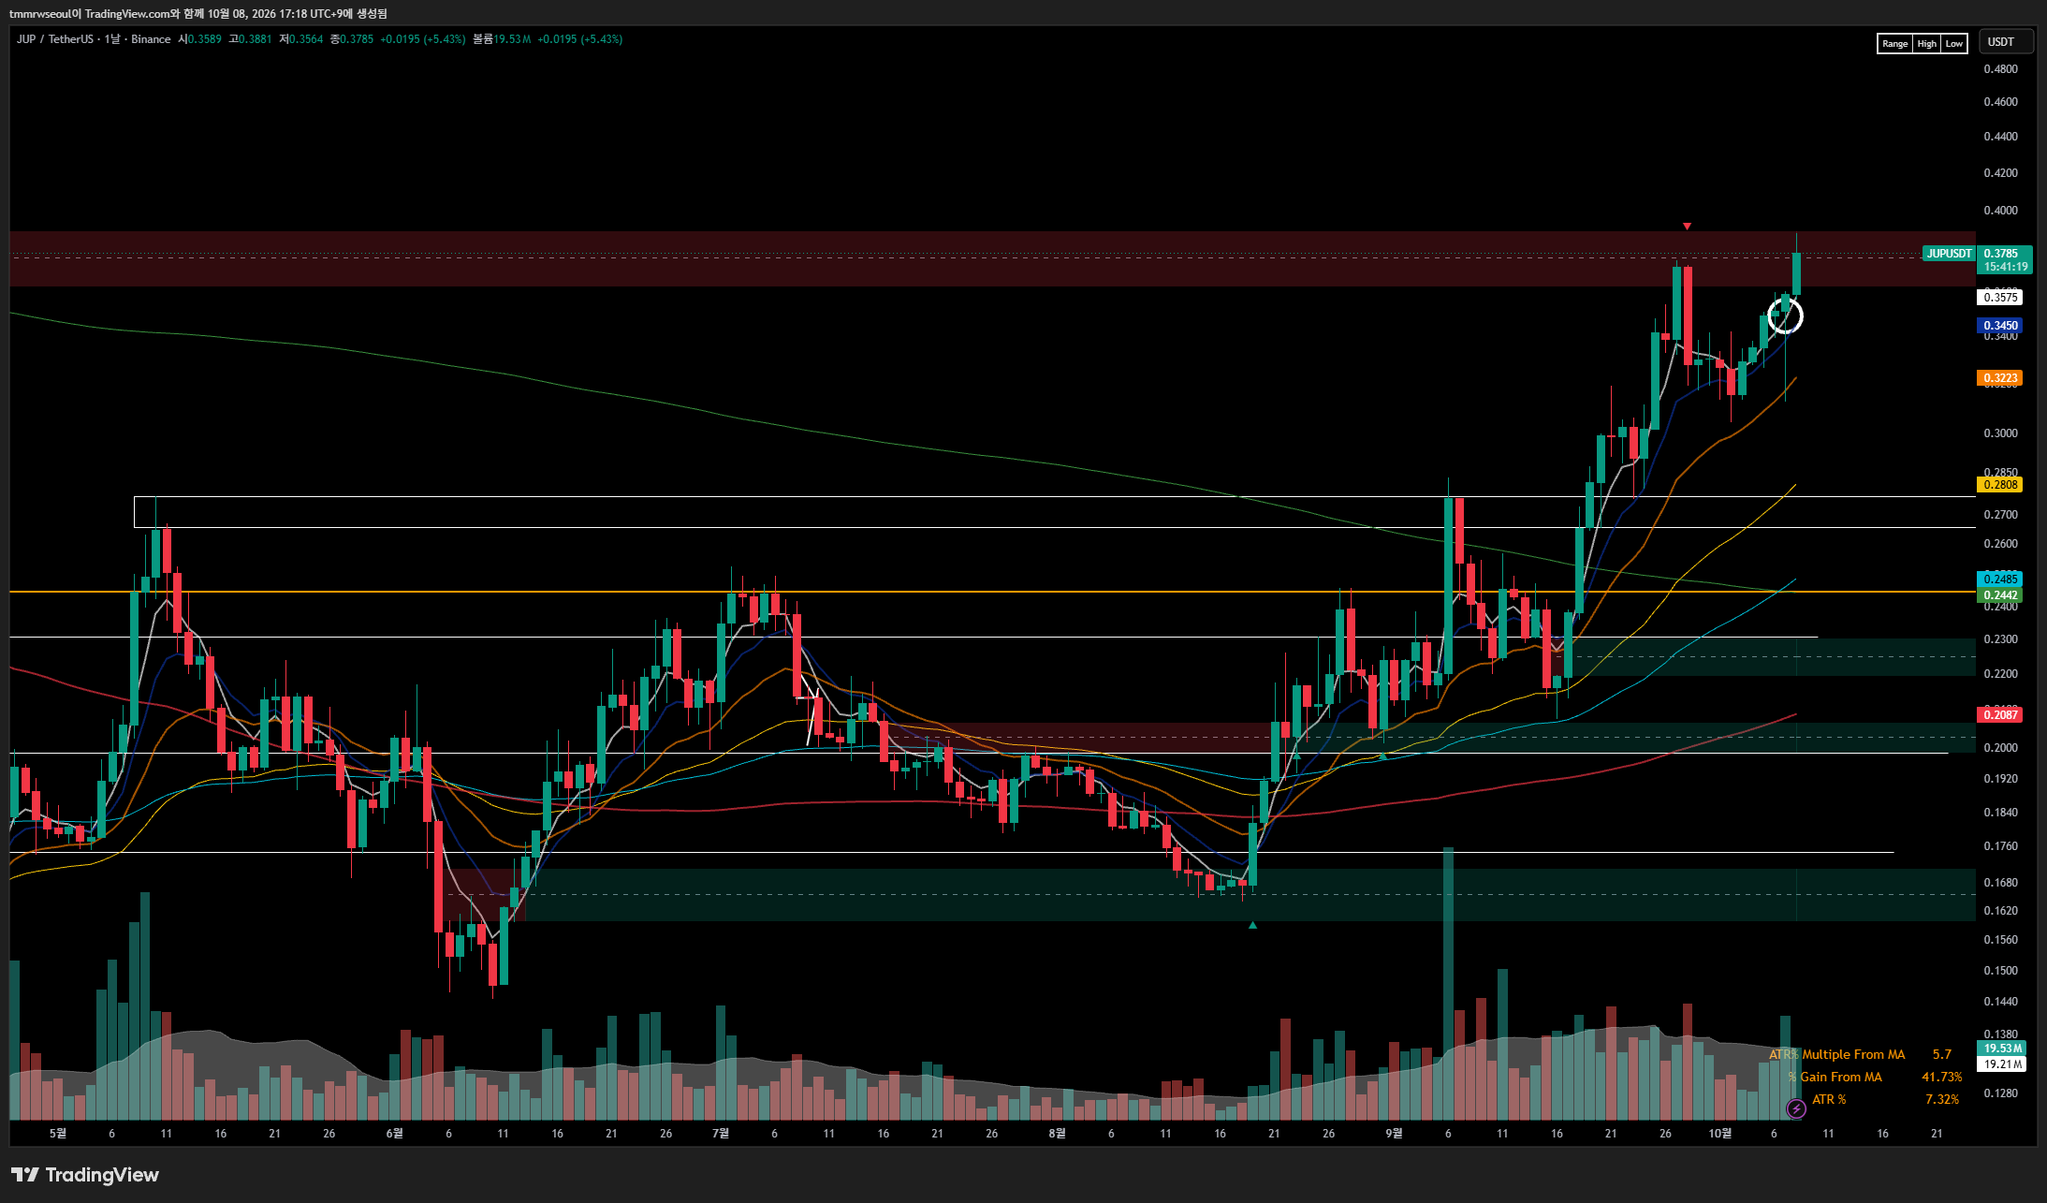 tmmrwseoul이 TradingView.com와 함께 10월 08, 2026 17:18 UTC+9에 생성됨
JUP / TetherUS · 1날 · Binance 시0.3589 고0.3881 저0.3564 종0.3785 +0.0195 (+5.43%) 볼륨19.53 M +0.0195 (+5.43%)
Range High Low
USDT
0.4800
0.4600
0.4400
0.4200
0.4000
JUPUSDT 0.3785
15:41:19
0.3575
0.3450
0.3400
0.3223
0.3000
0.2850
0.2808
0.2700
0.2600
0.2485
0.2442
0.2400
0.2300
0.2200
0.2087
0.2000
0.1920
0.1840
0.1760
0.1680
0.1620
0.1560
0.1500
0.1440
0.1380
19.53 M
19.21 M
0.1280
ATR% Multiple From MA 5.7
% Gain From MA 41.73%
ATR % 7.32%
5월 6 11 16 21 26 6월 6 11 16 21 26 7월 6 11 16 21 26 8월 6 11 16 21 26 9월 6 11 16 21 26 10월 6 11 16 21
TradingView